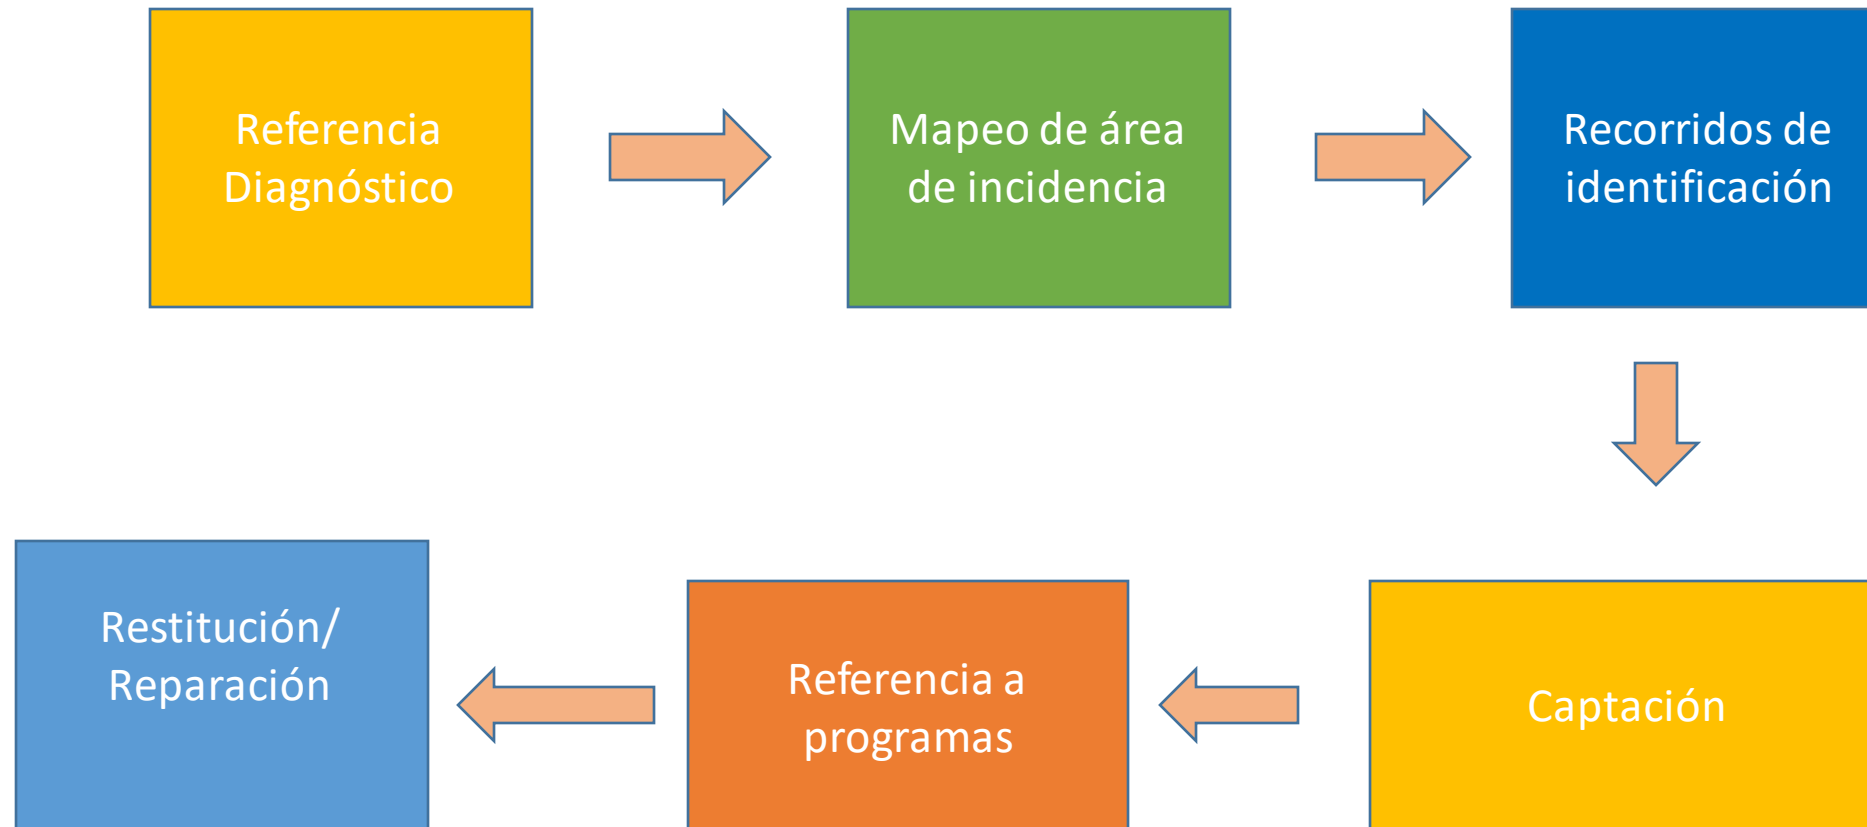 Referencia
Diagnóstico
Mapeo de área
de incidencia
Recorridos de
identificación
Captación
Referencia a
programas
Restitución/
Reparación